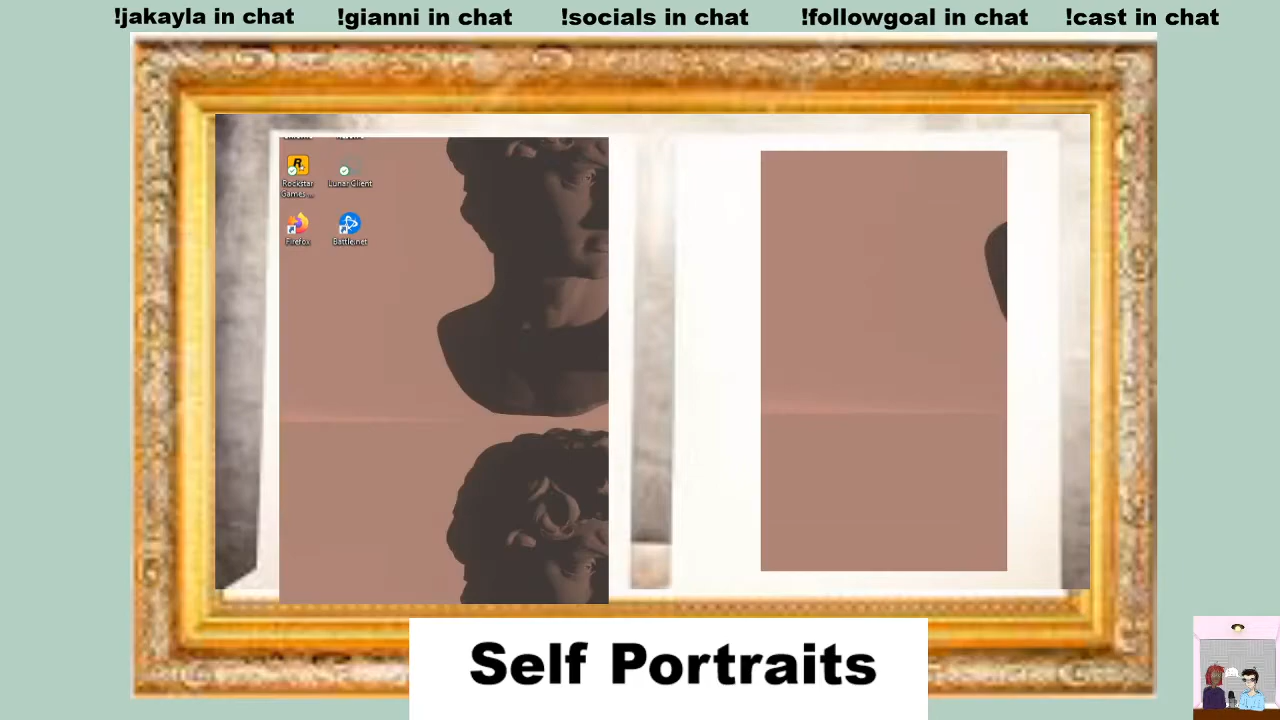 !jakayla in chat !gianni in chat !socials in chat !followgoal in chat !cast in chat
Rockstar Lunar Client
Games ...
Firefox Battle.net
Self Portraits